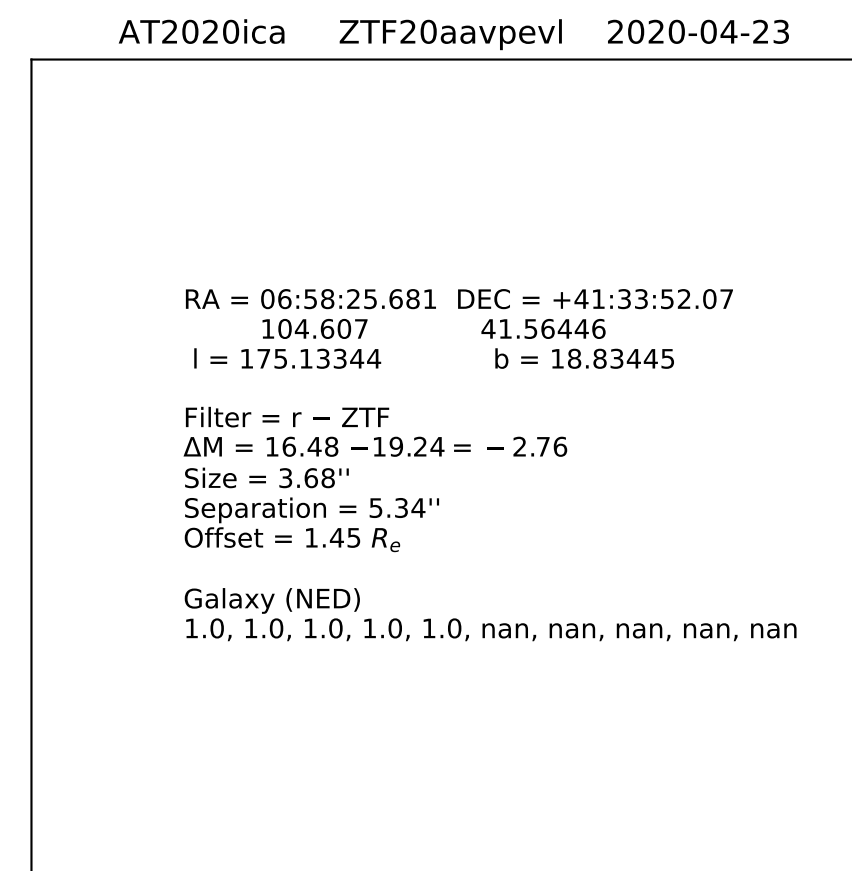 AT2020ica ZTF20aavpevl 2020-04-23
RA = 06:58:25.681 DEC = +41:33:52.07
104.607 41.56446
l = 175.13344 b = 18.83445
Filter = r − ZTF
ΔM = 16.48 −19.24 = − 2.76
Size = 3.68''
Separation = 5.34''
Offset = 1.45 Re
Galaxy (NED)
1.0, 1.0, 1.0, 1.0, 1.0, nan, nan, nan, nan, nan